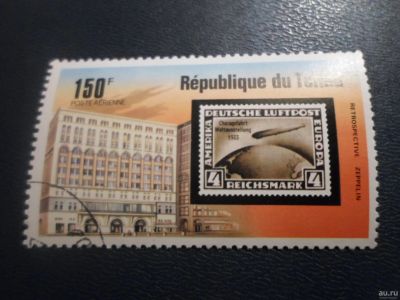 150F
POSTE AÉRIENNE
République du Tchad
DEUTSCHE LUFTPOST
Chicagofahrt
Weltausstellung
1933
AMERIKA
EUROPA
4
REICHSMARK
4
RETROSPECTIVE ZEPPELIN
au.ru